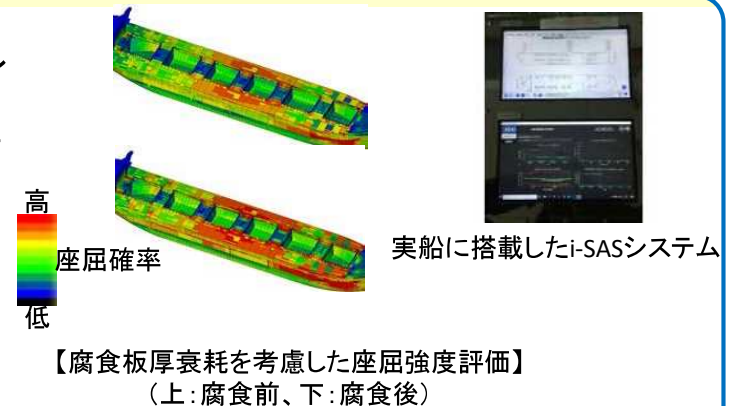 高
座屈確率
低
実船に搭載したi-SASシステム
【腐食板厚衰耗を考慮した座屈強度評価】
（上：腐食前、下：腐食後）